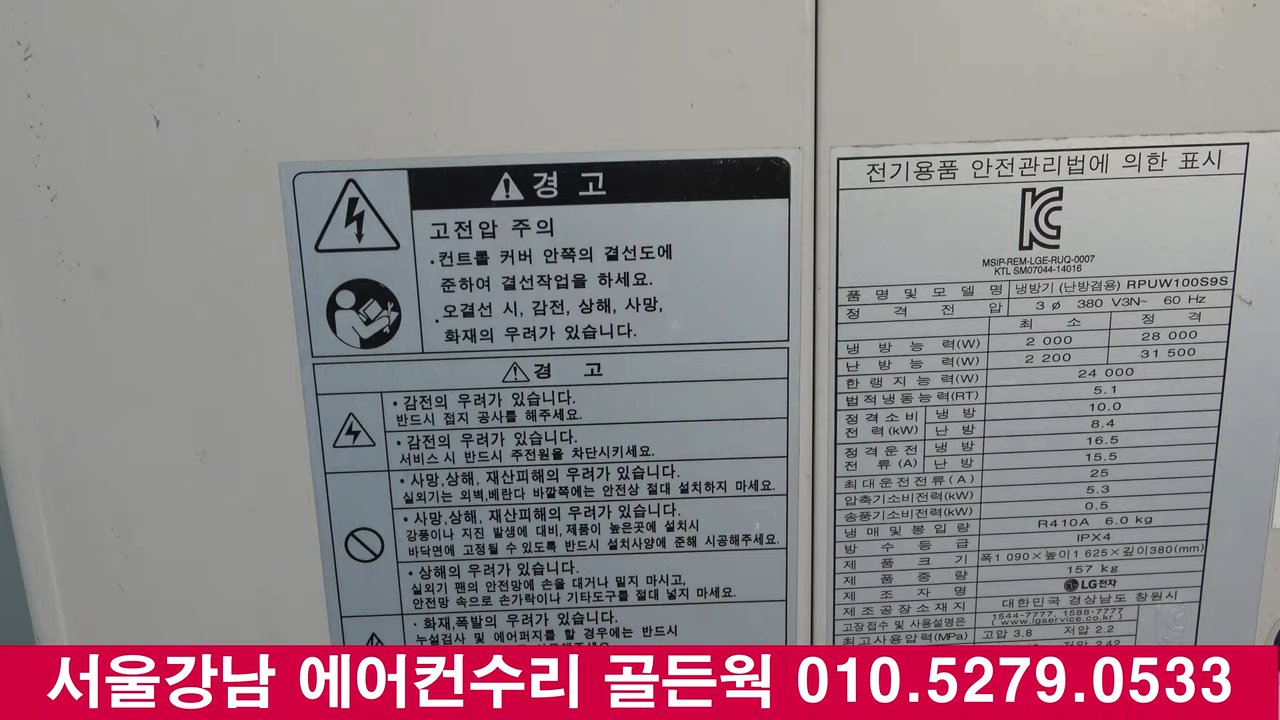 경 고
고전압 주의
· 컨트롤 커버 안쪽의 결선도에
준하여 결선작업을 하세요.
· 오결선 시, 감전, 상해, 사망,
화재의 우려가 있습니다.
경 고
· 감전의 우려가 있습니다.
반드시 접지 공사를 해주세요.
· 감전의 우려가 있습니다.
서비스 시 반드시 주전원을 차단시키세요.
· 사망,상해, 재산피해의 우려가 있습니다.
실외기는 외벽,베란다 바깥쪽에는 안전상 절대 설치하지 마세요.
· 사망,상해, 재산피해의 우려가 있습니다.
강풍이나 지진 발생에 대비, 제품이 높은곳에 설치시
바닥면에 고정될 수 있도록 반드시 설치사양에 준해 시공해주세요.
· 상해의 우려가 있습니다.
실외기 팬의 안전망에 손을 대거나 밀지 마시고,
안전망 속으로 손가락이나 기타도구를 절대 넣지 마세요.
· 화재,폭발의 우려가 있습니다.
누설검사 및 에어퍼지를 할 경우에는 반드시
전기용품 안전관리법에 의한 표시
MSIP-REM-LGE-RUQ-0007
KTL SM07044-14016
품 명 및 모 델 명 냉방기 (난방겸용) RPUW100S9S
정 격 전 압 3 ø 380 V3N~ 60 Hz
최 소 정 격
냉 방 능 력(W) 2 000 28 000
난 방 능 력(W) 2 200 31 500
한 랭 지 능 력(W) 24 000
법적냉동능력(RT) 5.1
정격소비 전 력(kW) 냉 방 10.0
난 방 8.4
정격운전 전 류(A) 냉 방 16.5
난 방 15.5
최대운전전류(A) 25
압축기소비전력(kW) 5.3
송풍기소비전력(kW) 0.5
냉 매 및 봉 입 량 R410A 6.0 kg
방 수 등 급 IPX4
제 품 크 기 폭1 090×높이1 625×깊이380(mm)
제 품 중 량 157 kg
제 조 자 명 LG전자
제조공장소재지 대한민국 경상남도 창원시
고장접수 및 사용설명은 1544-7777, 1588-7777
( www.lgservice.co.kr )
최고사용압력(MPa) 고압 3.8 저압 2.2
서울강남 에어컨수리 골든웍 010.5279.0533